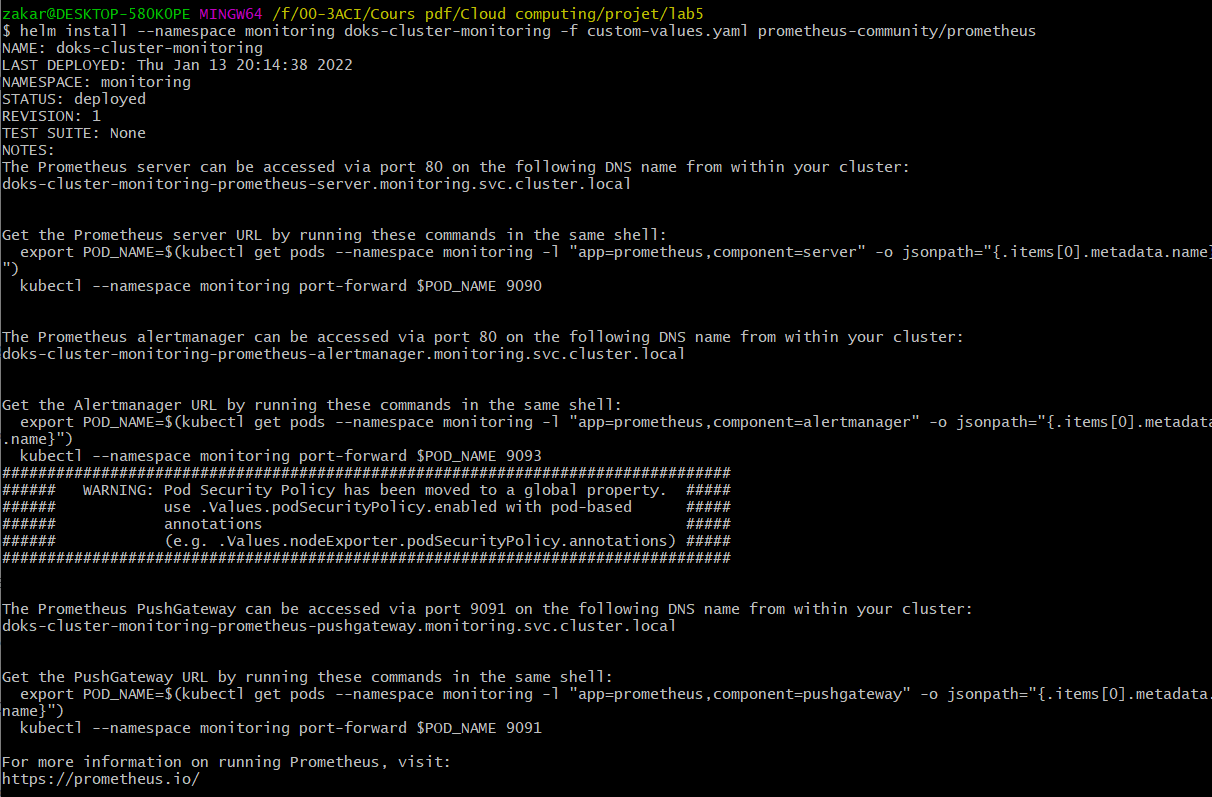 zakar@DESKTOP-580KOPE MINGW64 /f/00-3ACI/Cours pdf/Cloud computing/projet/lab5
$ helm install --namespace monitoring doks-cluster-monitoring -f custom-values.yaml prometheus-community/prometheus
NAME: doks-cluster-monitoring
LAST DEPLOYED: Thu Jan 13 20:14:38 2022
NAMESPACE: monitoring
STATUS: deployed
REVISION: 1
TEST SUITE: None
NOTES:
The Prometheus server can be accessed via port 80 on the following DNS name from within your cluster:
doks-cluster-monitoring-prometheus-server.monitoring.svc.cluster.local
Get the Prometheus server URL by running these commands in the same shell:
  export POD_NAME=$(kubectl get pods --namespace monitoring -l "app=prometheus,component=server" -o jsonpath="{.items[0].metadata.name}
")
  kubectl --namespace monitoring port-forward $POD_NAME 9090
The Prometheus alertmanager can be accessed via port 80 on the following DNS name from within your cluster:
doks-cluster-monitoring-prometheus-alertmanager.monitoring.svc.cluster.local
Get the Alertmanager URL by running these commands in the same shell:
  export POD_NAME=$(kubectl get pods --namespace monitoring -l "app=prometheus,component=alertmanager" -o jsonpath="{.items[0].metadata
.name}")
  kubectl --namespace monitoring port-forward $POD_NAME 9093
#################################################################################
######   WARNING: Pod Security Policy has been moved to a global property.  #####
######            use .Values.podSecurityPolicy.enabled with pod-based      #####
######            annotations                                               #####
######            (e.g. .Values.nodeExporter.podSecurityPolicy.annotations) #####
#################################################################################
The Prometheus PushGateway can be accessed via port 9091 on the following DNS name from within your cluster:
doks-cluster-monitoring-prometheus-pushgateway.monitoring.svc.cluster.local
Get the PushGateway URL by running these commands in the same shell:
  export POD_NAME=$(kubectl get pods --namespace monitoring -l "app=prometheus,component=pushgateway" -o jsonpath="{.items[0].metadata.
name}")
  kubectl --namespace monitoring port-forward $POD_NAME 9091
For more information on running Prometheus, visit:
https://prometheus.io/